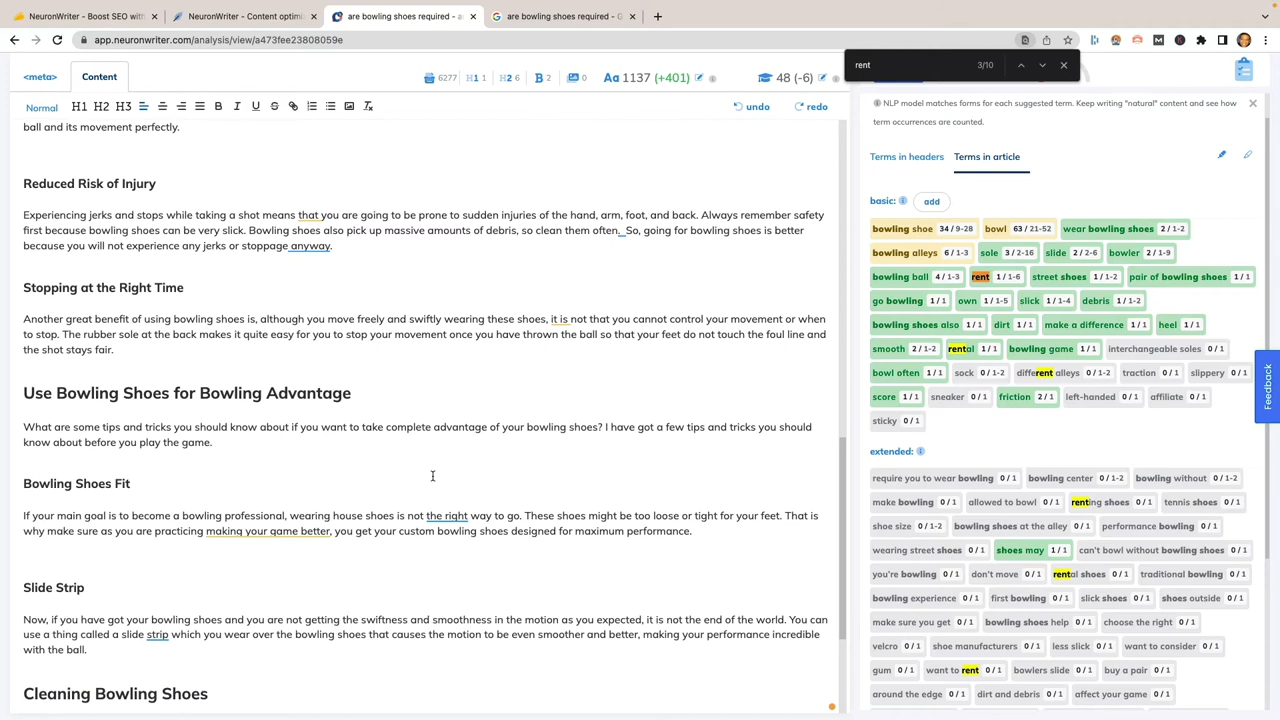 NeuronWriter - Boost SEO with
NeuronWriter - Content optimi
are bowling shoes required - a
are bowling shoes required - G
app.neuronwriter.com/analysis/view/a473fee23808059e
rent 3/10
<meta> Content
6277 H1 1 H2 6 B 2 0 Aa 1137 (+401) 48 (-6)
Normal H1 H2 H3 B I U S undo redo
ball and its movement perfectly.
Reduced Risk of Injury
Experiencing jerks and stops while taking a shot means that you are going to be prone to sudden injuries of the hand, arm, foot, and back. Always remember safety
first because bowling shoes can be very slick. Bowling shoes also pick up massive amounts of debris, so clean them often. So, going for bowling shoes is better
because you will not experience any jerks or stoppage anyway.
Stopping at the Right Time
Another great benefit of using bowling shoes is, although you move freely and swiftly wearing these shoes, it is not that you cannot control your movement or when
to stop. The rubber sole at the back makes it quite easy for you to stop your movement once you have thrown the ball so that your feet do not touch the foul line and
the shot stays fair.
Use Bowling Shoes for Bowling Advantage
What are some tips and tricks you should know about if you want to take complete advantage of your bowling shoes? I have got a few tips and tricks you should
know about before you play the game.
Bowling Shoes Fit
If your main goal is to become a bowling professional, wearing house shoes is not the right way to go. These shoes might be too loose or tight for your feet. That is
why make sure as you are practicing making your game better, you get your custom bowling shoes designed for maximum performance.
Slide Strip
Now, if you have got your bowling shoes and you are not getting the swiftness and smoothness in the motion as you expected, it is not the end of the world. You can
use a thing called a slide strip which you wear over the bowling shoes that causes the motion to be even smoother and better, making your performance incredible
with the ball.
Cleaning Bowling Shoes
NLP model matches forms for each suggested term. Keep writing "natural" content and see how
term occurrences are counted.
Terms in headers Terms in article
basic: add
bowling shoe 34 / 9-28 bowl 63 / 21-52 wear bowling shoes 2 / 1-2
bowling alleys 6 / 1-3 sole 3 / 2-16 slide 2 / 2-6 bowler 2 / 1-9
bowling ball 4 / 1-3 rent 1 / 1-6 street shoes 1 / 1-2 pair of bowling shoes 1 / 1
go bowling 1 / 1 own 1 / 1-5 slick 1 / 1-4 debris 1 / 1-2
bowling shoes also 1 / 1 dirt 1 / 1 make a difference 1 / 1 heel 1 / 1
smooth 2 / 1-2 rental 1 / 1 bowling game 1 / 1 interchangeable soles 0 / 1
bowl often 1 / 1 sock 0 / 1-2 different alleys 0 / 1-2 traction 0 / 1 slippery 0 / 1
score 1 / 1 sneaker 0 / 1 friction 2 / 1 left-handed 0 / 1 affiliate 0 / 1
sticky 0 / 1
extended:
require you to wear bowling 0 / 1 bowling center 0 / 1-2 bowling without 0 / 1-2
make bowling 0 / 1 allowed to bowl 0 / 1 renting shoes 0 / 1 tennis shoes 0 / 1
shoe size 0 / 1-2 bowling shoes at the alley 0 / 1 performance bowling 0 / 1
wearing street shoes 0 / 1 shoes may 1 / 1 can't bowl without bowling shoes 0 / 1
you're bowling 0 / 1 don't move 0 / 1 rental shoes 0 / 1 traditional bowling 0 / 1
bowling experience 0 / 1 first bowling 0 / 1 slick shoes 0 / 1 shoes outside 0 / 1
make sure you get 0 / 1 bowling shoes help 0 / 1 choose the right 0 / 1
velcro 0 / 1 shoe manufacturers 0 / 1 less slick 0 / 1 want to consider 0 / 1
gum 0 / 1 want to rent 0 / 1 bowlers slide 0 / 1 buy a pair 0 / 1
around the edge 0 / 1 dirt and debris 0 / 1 affect your game 0 / 1
Feedback